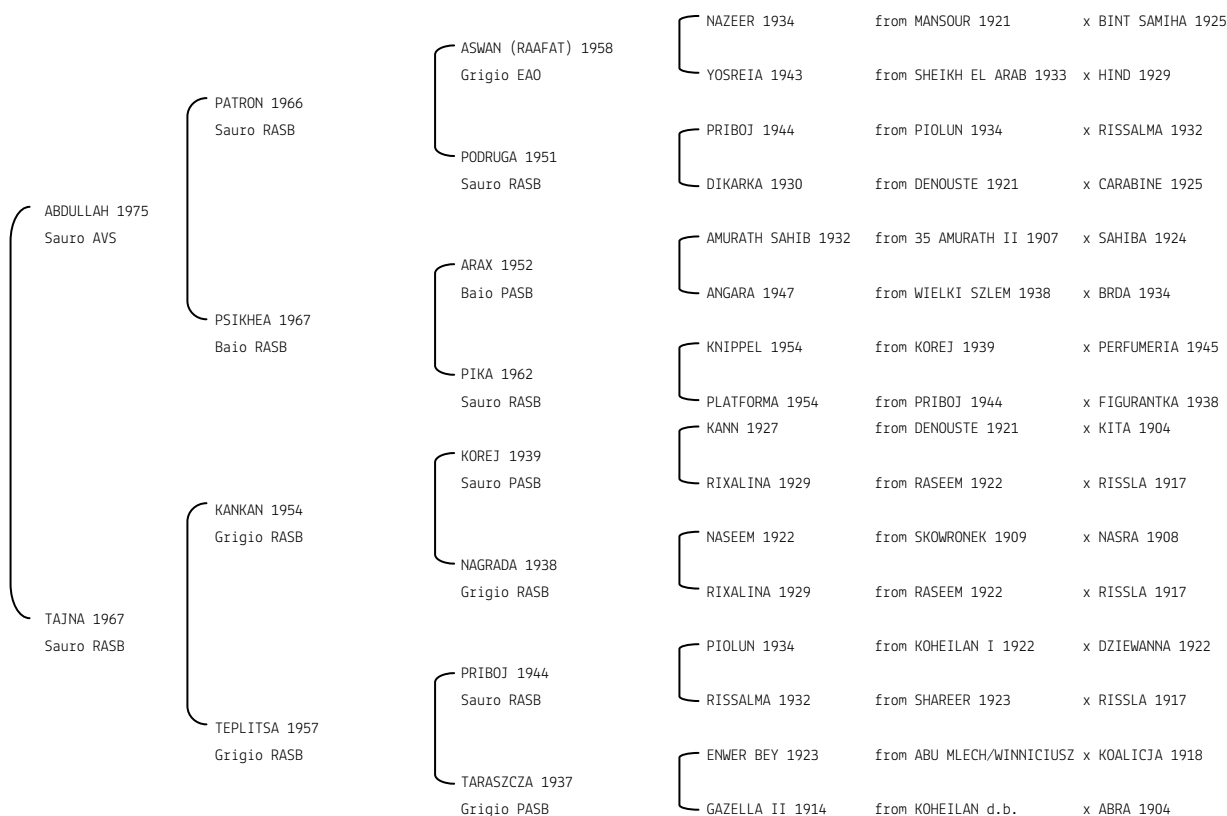 NAZEER 1934 from MANSOUR 1921 x BINT SAMIHA 1925
ASWAN (RAAFAT) 1958
Grigio EAO YOSREIA 1943 from SHEIKH EL ARAB 1933 x HIND 1929
PATRON 1966
Sauro RASB PRIBOJ 1944 from PIOLUN 1934 x RISSALMA 1932
PODRUGA 1951
Sauro RASB DIKARKA 1930 from DENOUSTE 1921 x CARABINE 1925
ABDULLAH 1975
Sauro AVS AMURATH SAHIB 1932 from 35 AMURATH II 1907 x SAHIBA 1924
ARAX 1952
Baio PASB ANGARA 1947 from WIELKI SZLEM 1938 x BRDA 1934
PSIKHEA 1967
Baio RASB KNIPPEL 1954 from KOREJ 1939 x PERFUMERIA 1945
PIKA 1962
Sauro RASB PLATFORMA 1954 from PRIBOJ 1944 x FIGURANTKA 1938
KANN 1927 from DENOUSTE 1921 x KITA 1904
KOREJ 1939
Sauro PASB RIXALINA 1929 from RASEEM 1922 x RISSLA 1917
KANKAN 1954
Grigio RASB NASEEM 1922 from SKOWRONEK 1909 x NASRA 1908
NAGRADA 1938
Grigio RASB RIXALINA 1929 from RASEEM 1922 x RISSLA 1917
TAJNA 1967
Sauro RASB PIOLUN 1934 from KOHEILAN I 1922 x DZIEWANNA 1922
PRIBOJ 1944
Sauro RASB RISSALMA 1932 from SHAREER 1923 x RISSLA 1917
TEPLITSA 1957
Grigio RASB ENWER BEY 1923 from ABU MLECH/WINNICIUSZ x KOALICJA 1918
TARASZCZA 1937
Grigio PASB GAZELLA II 1914 from KOHEILAN d.b. x ABRA 1904